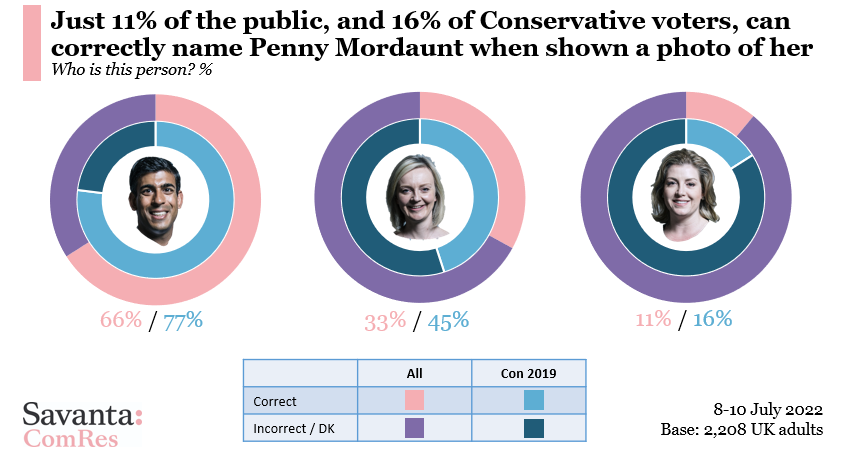 Just 11% of the public, and 16% of Conservative voters, can
correctly name Penny Mordaunt when shown a photo of her
Who is this person? %
66% / 77%
33% / 45%
11% / 16%
All
Con 2019
Correct
Incorrect / DK
Savanta:
ComRes
8-10 July 2022
Base: 2,208 UK adults